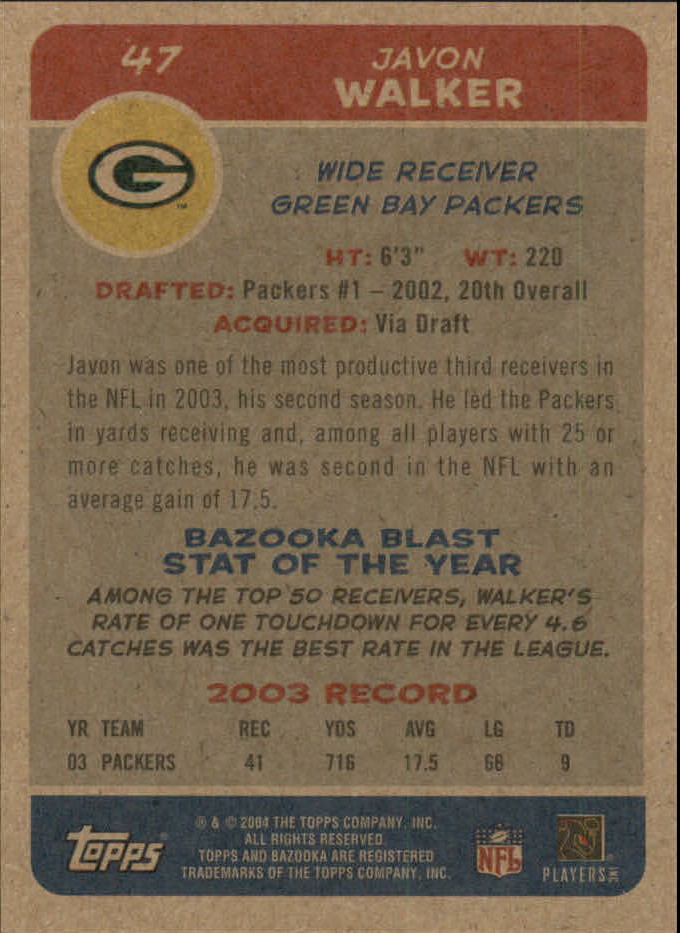 47
JAVON
WALKER
G
TM
WIDE RECEIVER
GREEN BAY PACKERS
HT: 6'3" WT: 220
DRAFTED: Packers #1 – 2002, 20th Overall
ACQUIRED: Via Draft
Javon was one of the most productive third receivers in
the NFL in 2003, his second season. He led the Packers
in yards receiving and, among all players with 25 or
more catches, he was second in the NFL with an
average gain of 17.5.
BAZOOKA BLAST
STAT OF THE YEAR
AMONG THE TOP 50 RECEIVERS, WALKER'S
RATE OF ONE TOUCHDOWN FOR EVERY 4.6
CATCHES WAS THE BEST RATE IN THE LEAGUE.
2003 RECORD
YR TEAM REC YDS AVG LG TD
03 PACKERS 41 716 17.5 66 9
Topps
® & © 2004 THE TOPPS COMPANY, INC.
ALL RIGHTS RESERVED.
TOPPS AND BAZOOKA ARE REGISTERED
TRADEMARKS OF THE TOPPS COMPANY, INC.
NFL
PLAYERS INC